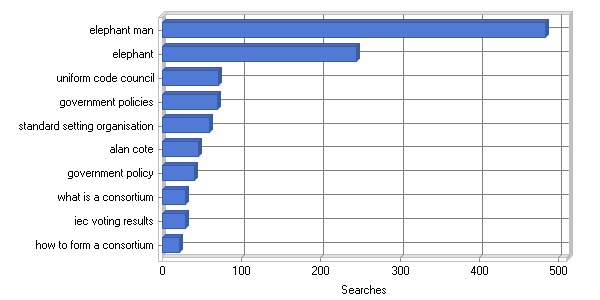 elephant man
elephant
uniform code council
government policies
standard setting organisation
alan cote
government policy
what is a consortium
iec voting results
how to form a consortium
0 100 200 300 400 500
Searches